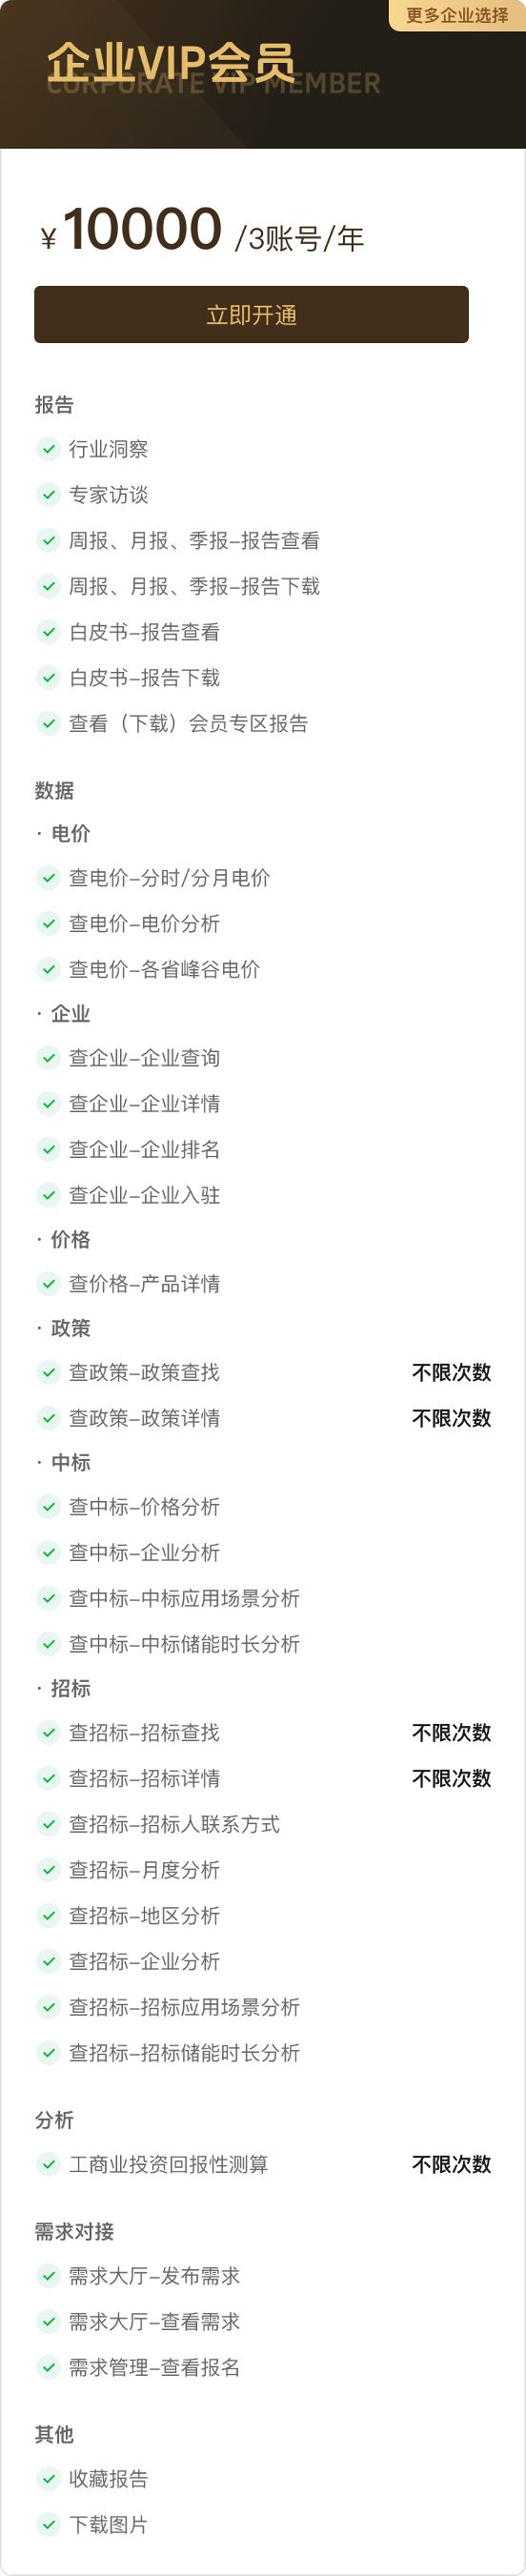 更多企业选择
企业VIP会员
CORPORATE VIP MEMBER
¥10000 /3账号/年
立即开通
报告
行业洞察
专家访谈
周报、月报、季报-报告查看
周报、月报、季报-报告下载
白皮书-报告查看
白皮书-报告下载
查看（下载）会员专区报告
数据
· 电价
查电价-分时/分月电价
查电价-电价分析
查电价-各省峰谷电价
· 企业
查企业-企业查询
查企业-企业详情
查企业-企业排名
查企业-企业入驻
· 价格
查价格-产品详情
· 政策
查政策-政策查找 不限次数
查政策-政策详情 不限次数
· 中标
查中标-价格分析
查中标-企业分析
查中标-中标应用场景分析
查中标-中标储能时长分析
· 招标
查招标-招标查找 不限次数
查招标-招标详情 不限次数
查招标-招标人联系方式
查招标-月度分析
查招标-地区分析
查招标-企业分析
查招标-招标应用场景分析
查招标-招标储能时长分析
分析
工商业投资回报性测算 不限次数
需求对接
需求大厅-发布需求
需求大厅-查看需求
需求管理-查看报名
其他
收藏报告
下载图片